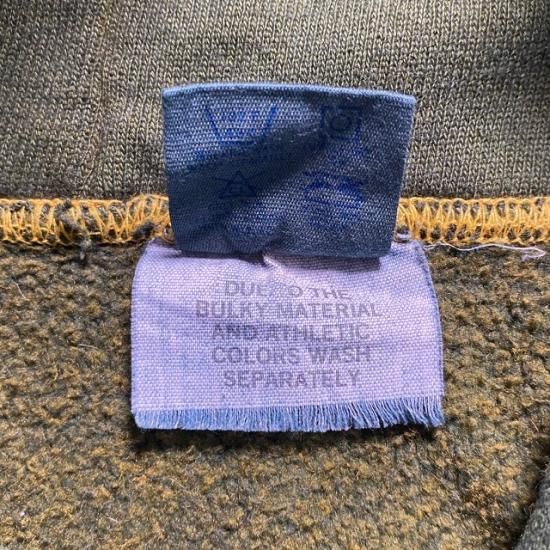 DUE TO THE
BULKY MATERIAL
AND ATHLETIC
COLORS WASH
SEPARATELY